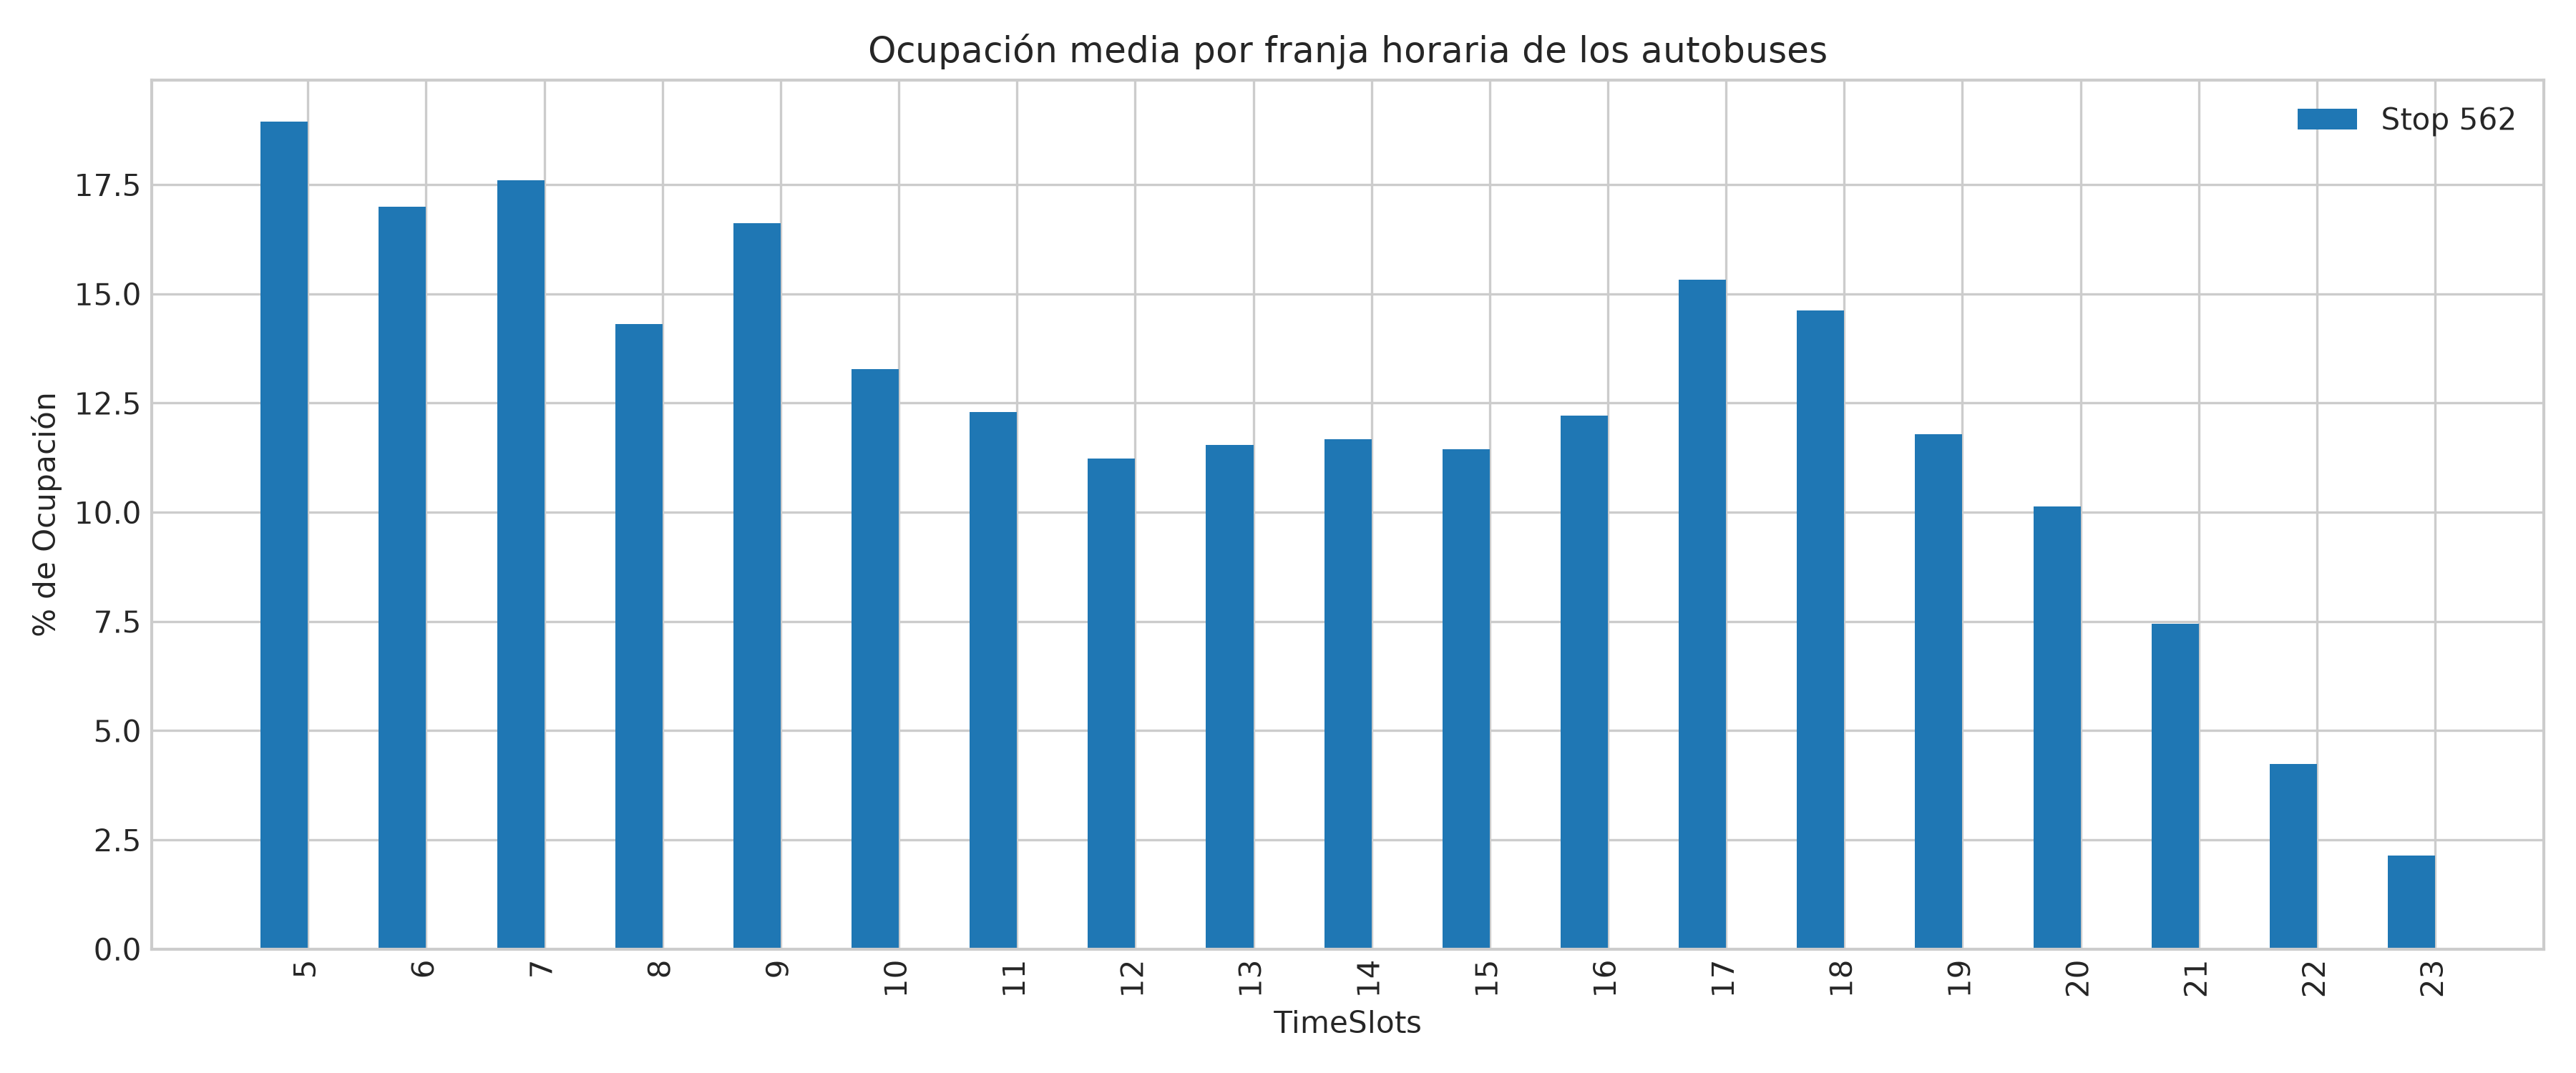 Ocupación media por franja horaria de los autobuses
Stop 562
% de Ocupación
17.5
15.0
12.5
10.0
7.5
5.0
2.5
0.0
5 6 7 8 9 10 11 12 13 14 15 16 17 18 19 20 21 22 23
TimeSlots